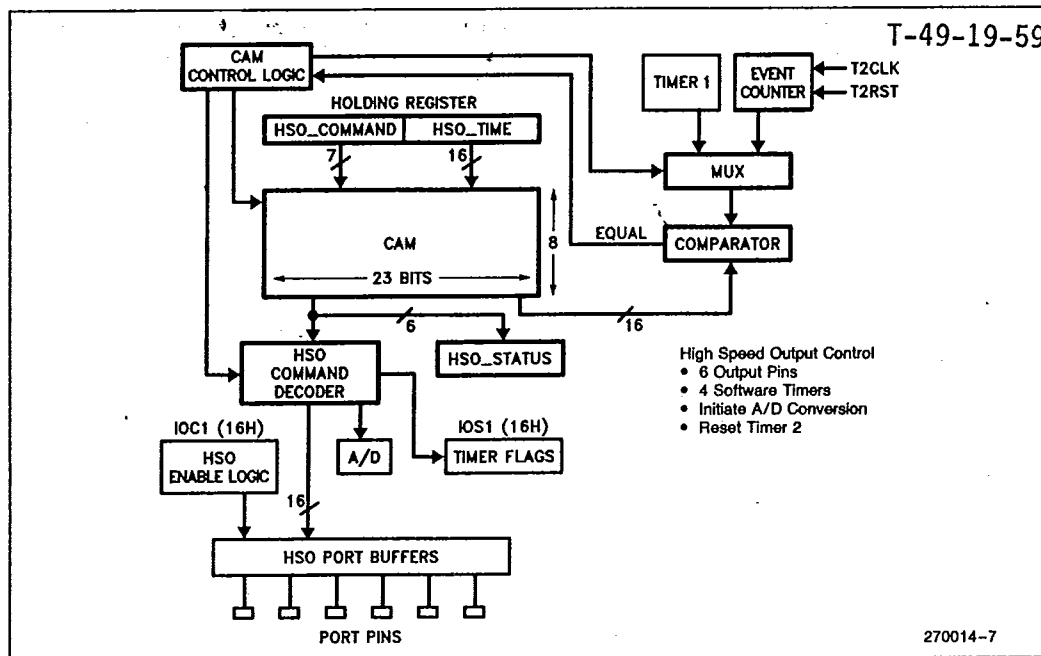 T-49-19-59
CAM
CONTROL LOGIC
TIMER 1
EVENT
COUNTER
T2CLK
T2RST
HOLDING REGISTER
HSO_COMMAND
HSO_TIME
7
16
MUX
CAM
8
23 BITS
EQUAL
COMPARATOR
6
16
HSO
COMMAND
DECODER
HSO_STATUS
High Speed Output Control
• 6 Output Pins
• 4 Software Timers
• Initiate A/D Conversion
• Reset Timer 2
IOC1 (16H)
HSO
ENABLE LOGIC
A/D
IOS1 (16H)
TIMER FLAGS
16
HSO PORT BUFFERS
PORT PINS
270014-7